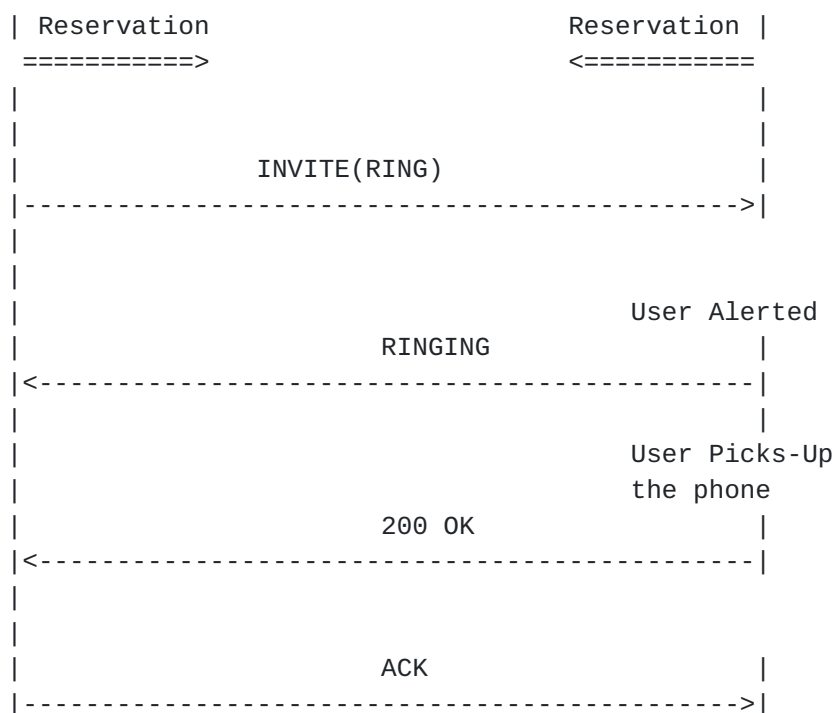 | Reservation                       Reservation |
 ===========>                       <===========
|                                               |
|                                               |
|               INVITE(RING)                    |
|---------------------------------------------->|
|
|
|                                       User Alerted
|                       RINGING                 |
|<----------------------------------------------|
|                                               |
|                                       User Picks-Up
|                                       the phone
|                       200 OK                  |
|<----------------------------------------------|
|
|
|                       ACK                     |
|---------------------------------------------->|